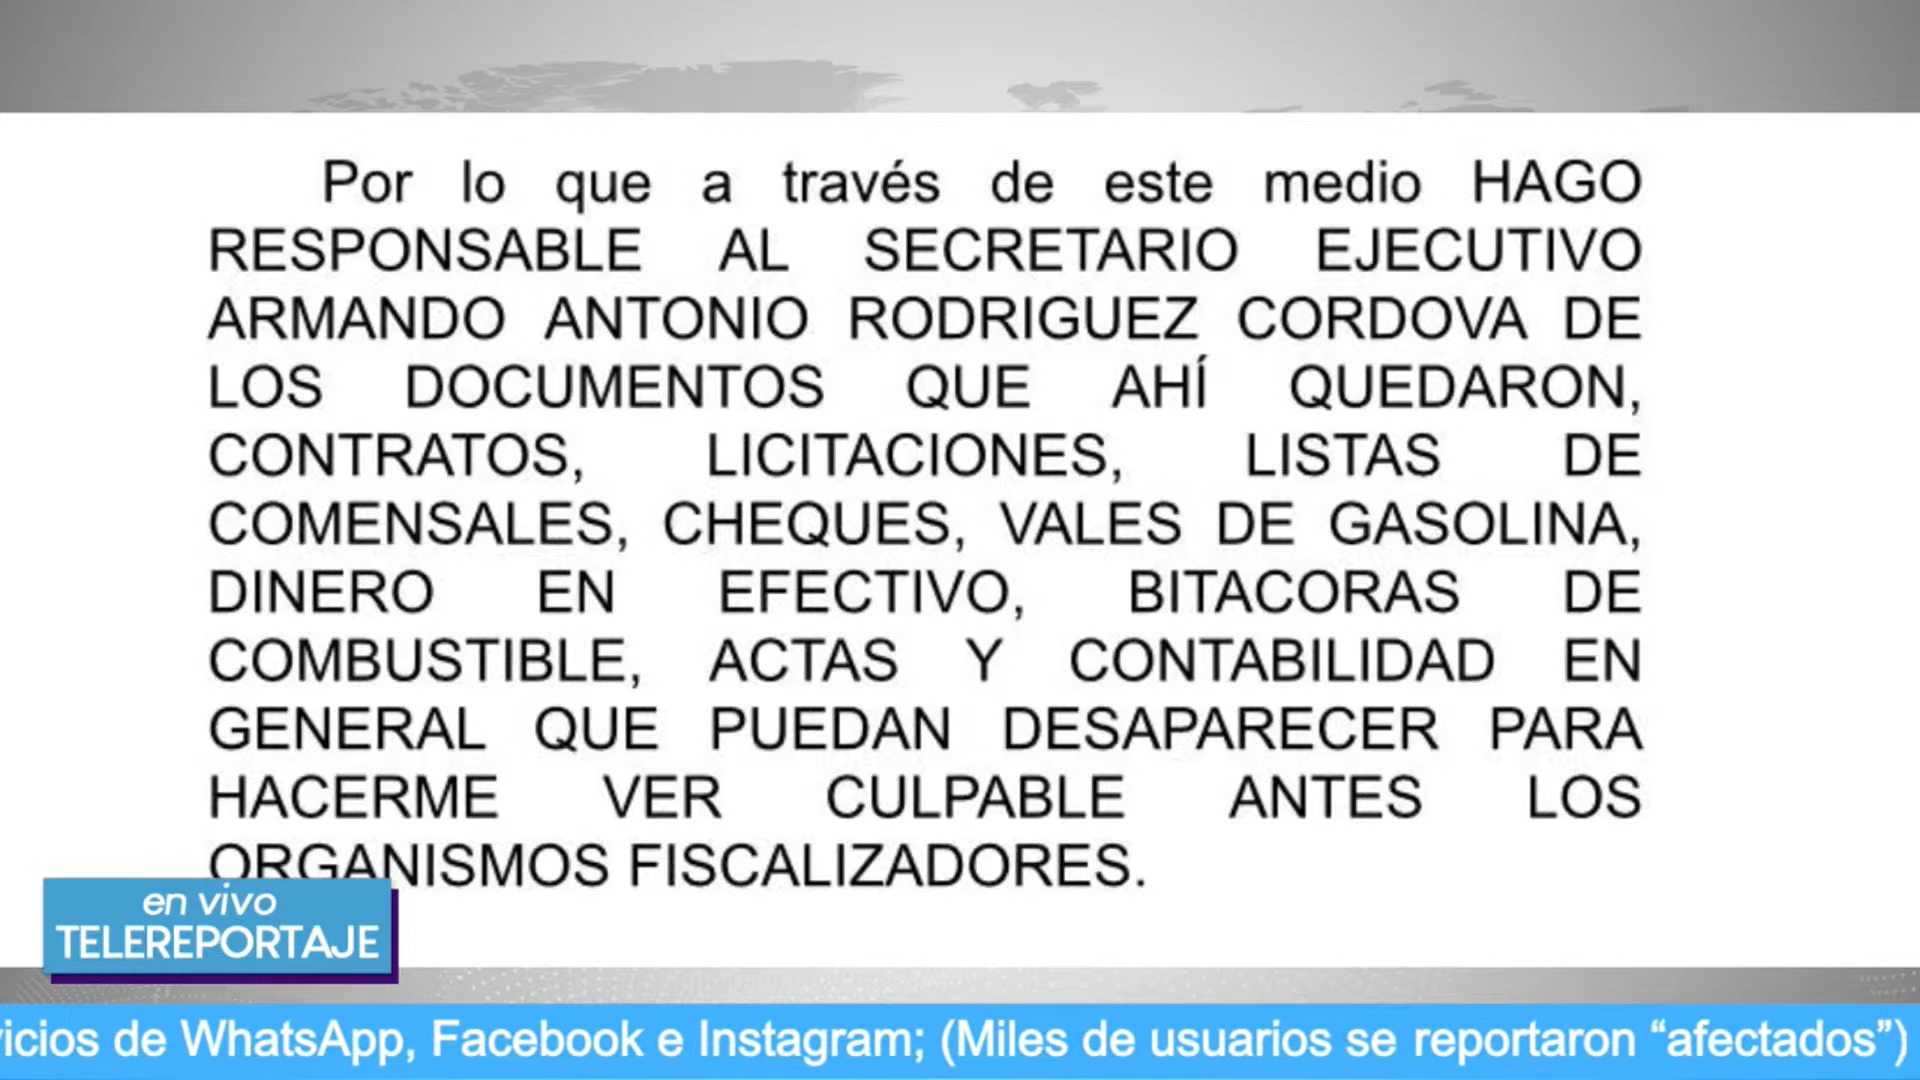 Por lo que a través de este medio HAGO
RESPONSABLE AL SECRETARIO EJECUTIVO
ARMANDO ANTONIO RODRIGUEZ CORDOVA DE
LOS DOCUMENTOS QUE AHÍ QUEDARON,
CONTRATOS, LICITACIONES, LISTAS DE
COMENSALES, CHEQUES, VALES DE GASOLINA,
DINERO EN EFECTIVO, BITACORAS DE
COMBUSTIBLE, ACTAS Y CONTABILIDAD EN
GENERAL QUE PUEDAN DESAPARECER PARA
HACERME VER CULPABLE ANTES LOS
ORGANISMOS FISCALIZADORES.
en vivo
TELEREPORTAJE
vicios de WhatsApp, Facebook e Instagram; (Miles de usuarios se reportaron “afectados”)